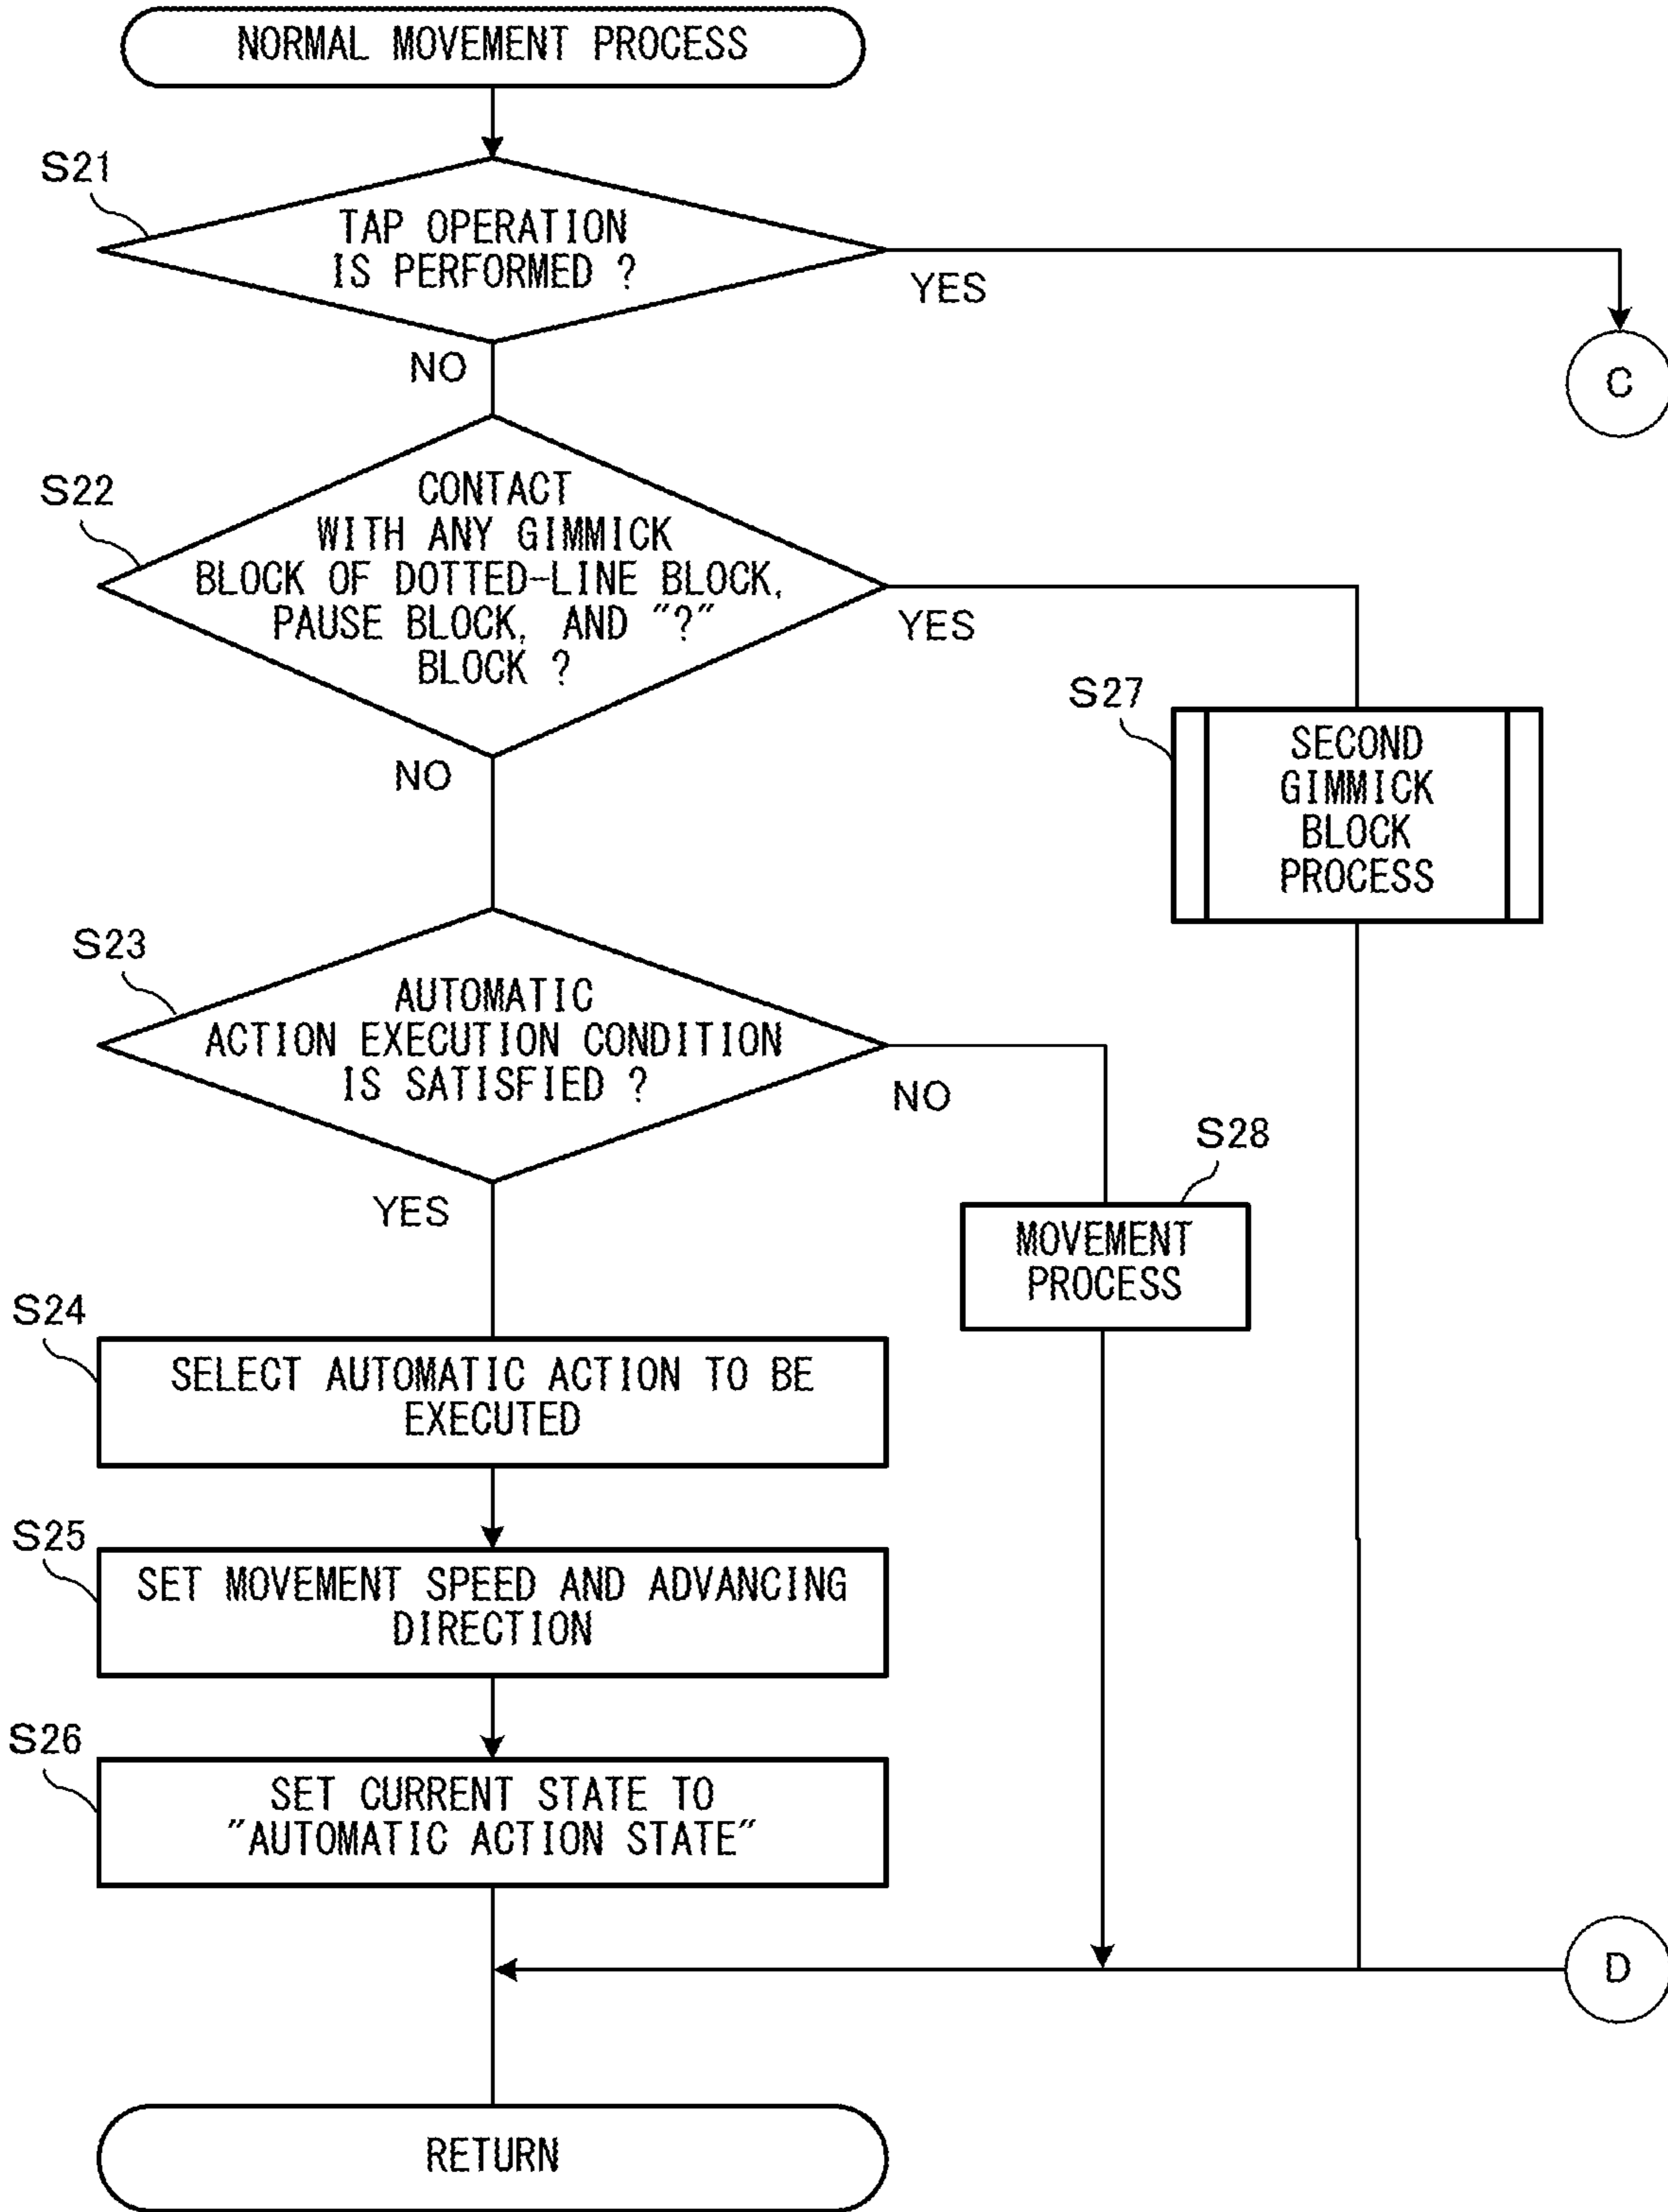 NORMAL MOVEMENT PROCESS
S21
TAP OPERATION
IS PERFORMED ?
YES
NO
C
S22
CONTACT
WITH ANY GIMMICK
BLOCK OF DOTTED-LINE BLOCK,
PAUSE BLOCK, AND "?"
BLOCK ?
YES
NO
S27
SECOND
GIMMICK
BLOCK
PROCESS
S23
AUTOMATIC
ACTION EXECUTION CONDITION
IS SATISFIED ?
NO
YES
S28
MOVEMENT
PROCESS
S24
SELECT AUTOMATIC ACTION TO BE
EXECUTED
S25
SET MOVEMENT SPEED AND ADVANCING
DIRECTION
S26
SET CURRENT STATE TO
"AUTOMATIC ACTION STATE"
D
RETURN